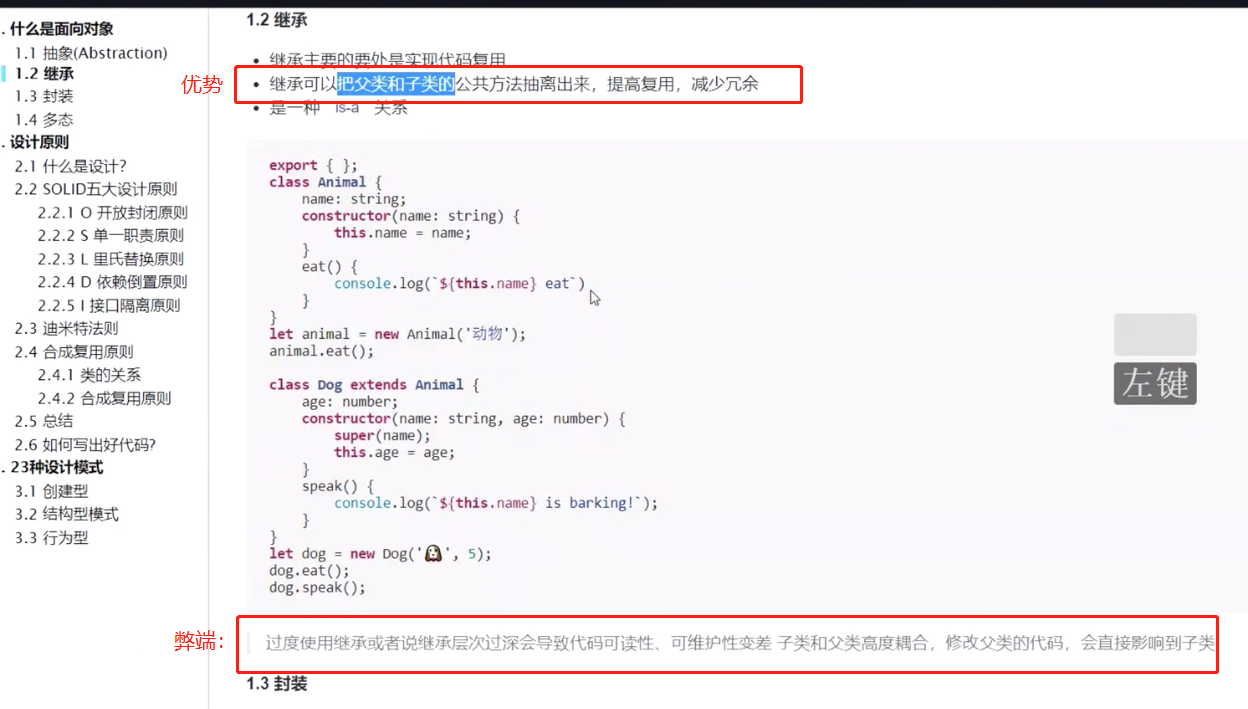 . 什么是面向对象
1.1 抽象(Abstraction)
1.2 继承
1.3 封装
1.4 多态
. 设计原则
2.1 什么是设计?
2.2 SOLID五大设计原则
2.2.1 O 开放封闭原则
2.2.2 S 单一职责原则
2.2.3 L 里氏替换原则
2.2.4 D 依赖倒置原则
2.2.5 I 接口隔离原则
2.3 迪米特法则
2.4 合成复用原则
2.4.1 类的关系
2.4.2 合成复用原则
2.5 总结
2.6 如何写出好代码?
. 23种设计模式
3.1 创建型
3.2 结构型模式
3.3 行为型
1.2 继承
继承主要的要处是实现代码复用
优势
继承可以把父类和子类的公共方法抽离出来，提高复用，减少冗余
是一种 is-a 关系
export { };
class Animal {
name: string;
constructor(name: string) {
this.name = name;
}
eat() {
console.log(`${this.name} eat`)
}
}
let animal = new Animal('动物');
animal.eat();
class Dog extends Animal {
age: number;
constructor(name: string, age: number) {
super(name);
this.age = age;
}
speak() {
console.log(`${this.name} is barking!`);
}
}
let dog = new Dog('🐶', 5);
dog.eat();
dog.speak();
左键
弊端：
过度使用继承或者说继承层次过深会导致代码可读性、可维护性变差 子类和父类高度耦合，修改父类的代码，会直接影响到子类
1.3 封装